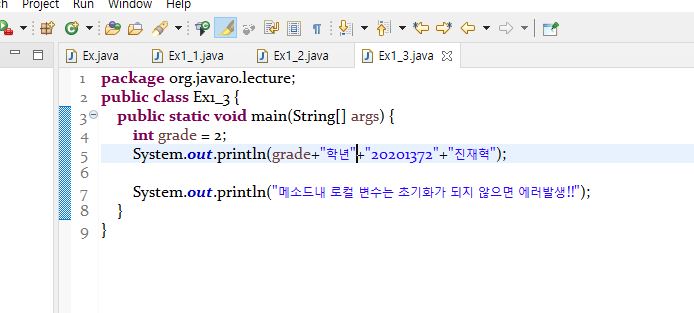 ch Project Run Window Help
Ex.java Ex1_1.java Ex1_2.java Ex1_3.java
1 package org.javaro.lecture;
2 public class Ex1_3 {
3 public static void main(String[] args) {
4 int grade = 2;
5 System.out.println(grade+"학년"+"20201372"+"진재혁");
6
7 System.out.println("메소드내 로컬 변수는 초기화가 되지 않으면 에러발생!!");
8 }
9 }